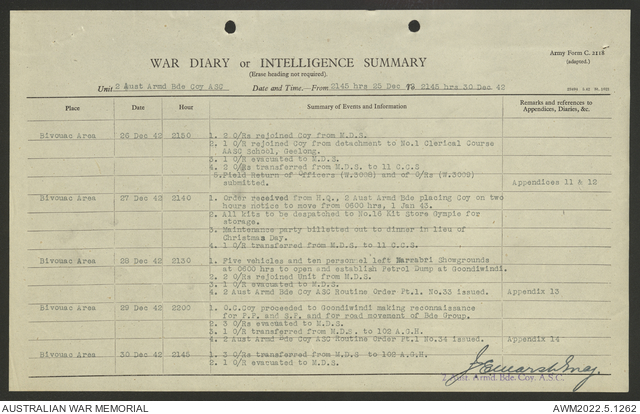 Army Form C. 2118
(adapted.)
WAR DIARY or INTELLIGENCE SUMMARY
(Erase heading not required).
Unit 2 Aust Armd Bde Coy ASC Date and Time.—From 2145 hrs 25 Dec To 2145 hrs 30 Dec 42
Place Date Hour Summary of Events and Information Remarks and references to Appendices, Diaries, &c.
Bivouac Area 26 Dec 42 2150 1. 2 O/Rs rejoined Coy from M.D.S.
2. 1 O/R rejoined Coy from detachment to No.1 Clerical Course
AASC School, Geelong.
3. 1 O/R evacuated to M.D.S.
4. 2 O/Rs transferred from M.D.S. to 11 C.C.S
5. Field Return of Officers (W.3008) and of O/Rs (W.3009)
submitted. Appendices 11 & 12
Bivouac Area 27 Dec 42 2140 1. Order received from H.Q., 2 Aust Armd Bde placing Coy on two
hours notice to move from 0600 hrs, 1 Jan 43.
2. All kits to be despatched to No.16 Kit Store Gympie for
storage.
3. Maintenance party billetted out to dinner in lieu of
Christmas Day.
4. 1 O/R transferred from M.D.S. to 11 C.C.S.
Bivouac Area 28 Dec 42 2130 1. Five vehicles and ten personnel left Narrabri Showgrounds
at 0600 hrs to open and establish Petrol Dump at Goondiwindi.
2. 2 O/Rs rejoined Unit from M.D.S.
3. 1 O/R evacuated to M.D.S.
4. 2 Aust Armd Bde Coy ASC Routine Order Pt.1 No.33 issued. Appendix 13
Bivouac Area 29 Dec 42 2200 1. O.C.Coy proceeded to Goondiwindi making reconnaissance
for P.P. and and for road movement of Bde Group.
2. 3 O/Rs evacuated to M.D.S.
3. 1 O/R transferred from M.D.S to 102 A.G.H.
4. 2 Aust Armd Bde Coy ASC Routine Order Pt.1 No.34 issued. Appendix 14
Bivouac Area 30 Dec 42 2145 1. 3 O/Rs transferred from M.D.S to 102 A.G.H.
2. 1 O/R evacuated to M.D.S.
2 Aust. Armd. Bde. Coy. A.S.C.
AUSTRALIAN WAR MEMORIAL AWM2022.5.1262